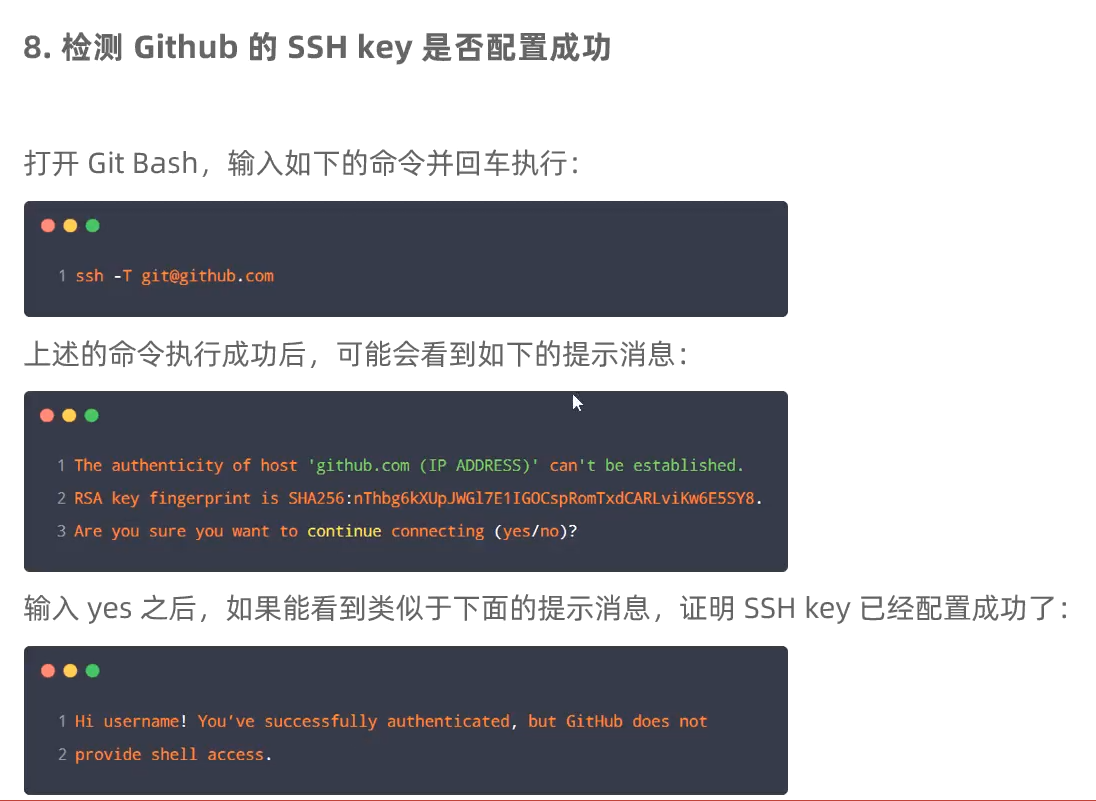 8. 检测 Github 的 SSH key 是否配置成功
打开 Git Bash，输入如下的命令并回车执行：
1 ssh -T git@github.com
上述的命令执行成功后，可能会看到如下的提示消息：
1 The authenticity of host 'github.com (IP ADDRESS)' can't be established.
2 RSA key fingerprint is SHA256:nThbg6kXUpJWGl7E1IGOCspRomTxdCARLviKw6E5SY8.
3 Are you sure you want to continue connecting (yes/no)?
输入 yes 之后，如果能看到类似于下面的提示消息，证明 SSH key 已经配置成功了：
1 Hi username! You've successfully authenticated, but GitHub does not
2 provide shell access.